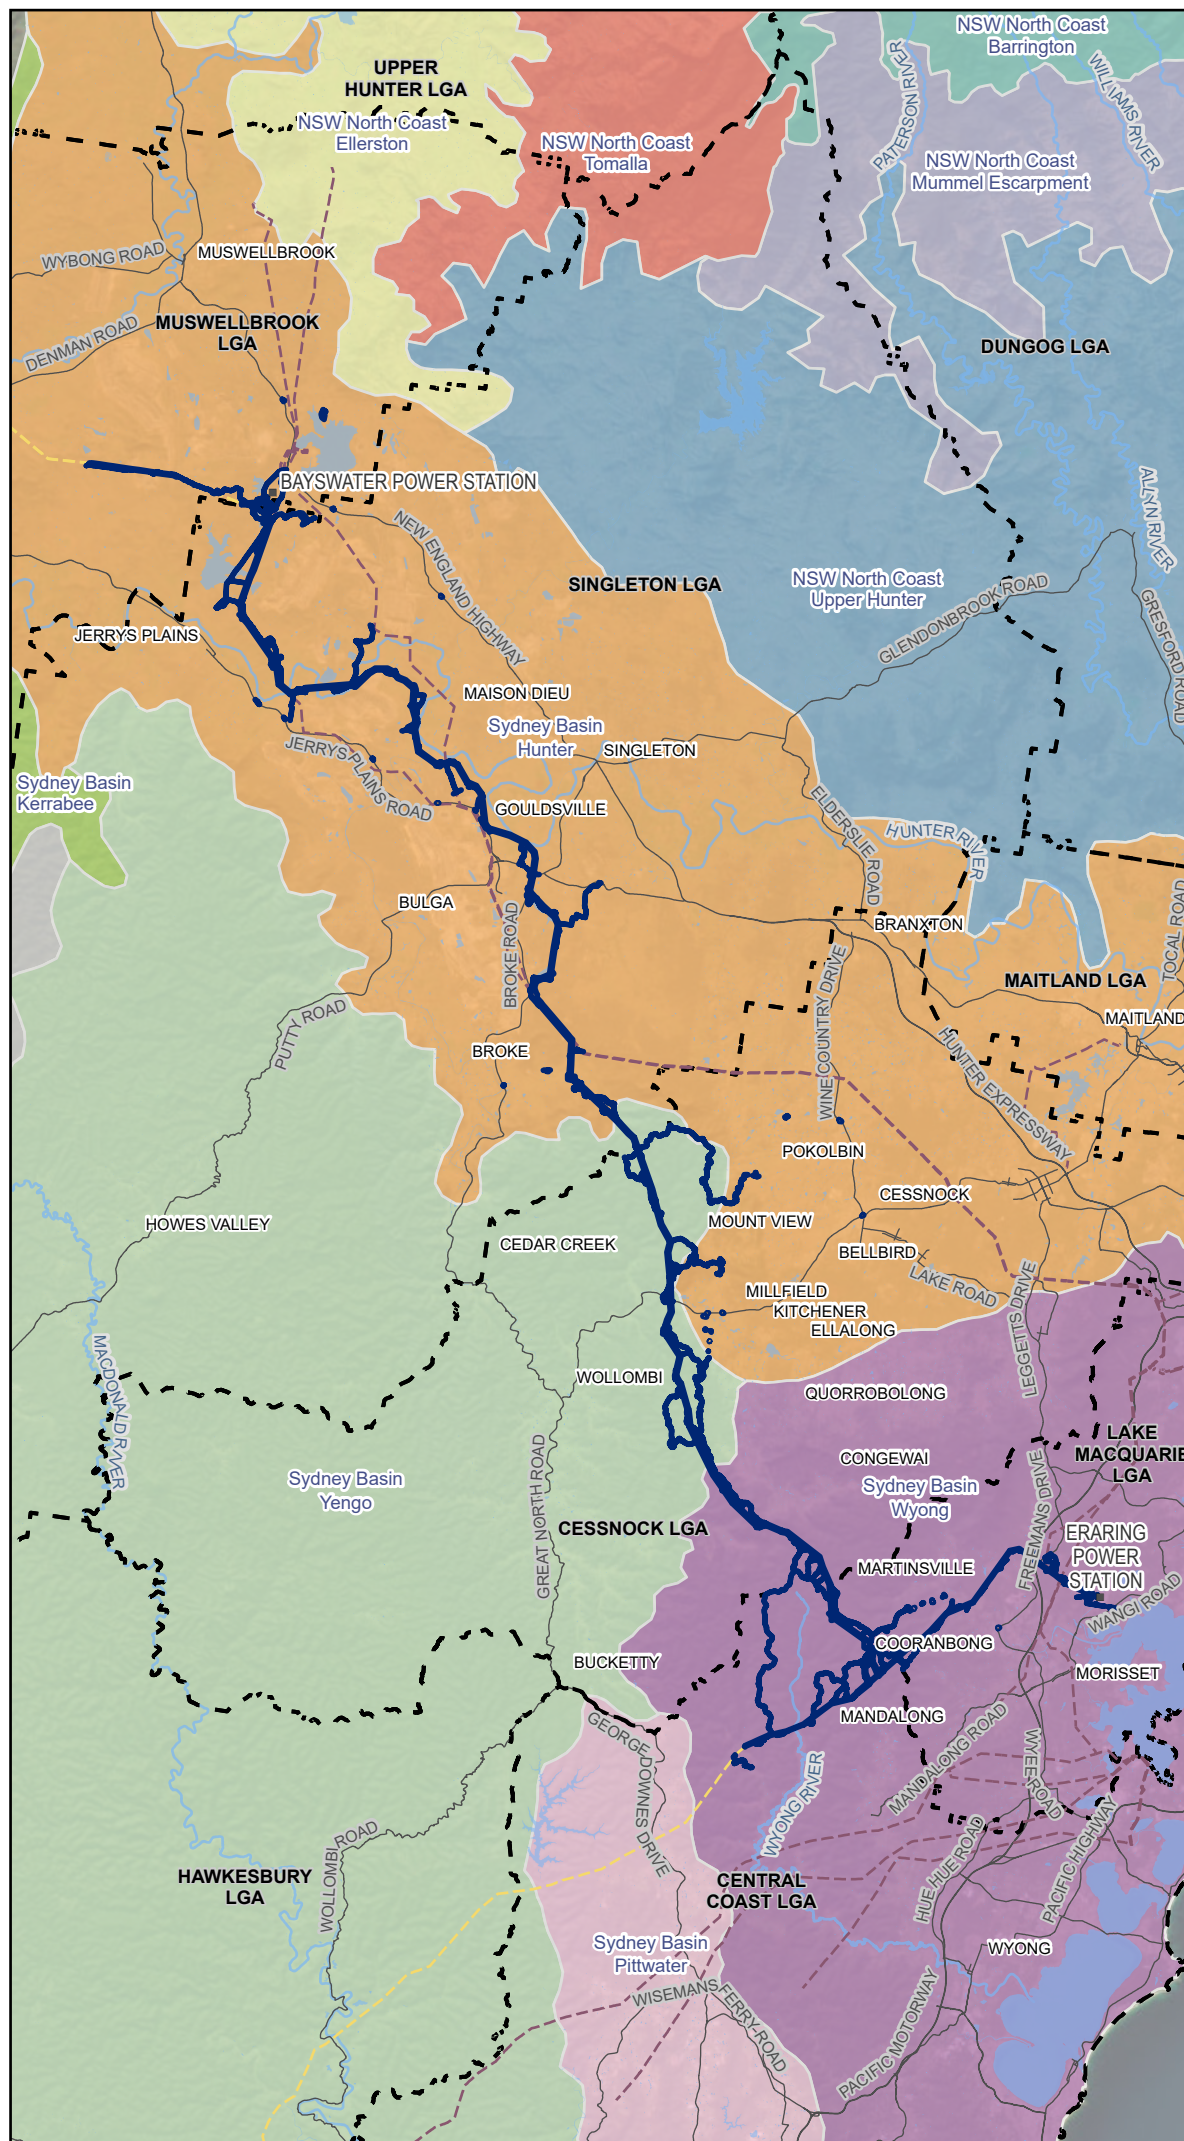 NSW North Coast
Barrington
PATERSON RIVER
WILLIAMS RIVER
UPPER
HUNTER LGA
NSW North Coast
Ellerston
NSW North Coast
Tomalla
NSW North Coast
Mummel Escarpment
WYBONG ROAD
MUSWELLBROOK
MUSWELLBROOK
LGA
DENMAN ROAD
DUNGOG LGA
BAYSWATER POWER STATION
ALLYN RIVER
NEW ENGLAND HIGHWAY
SINGLETON LGA
NSW North Coast
Upper Hunter
GLENDONBROOK ROAD
GRESFORD ROAD
JERRYS PLAINS
MAISON DIEU
Sydney Basin
Hunter
SINGLETON
JERRYS PLAINS ROAD
Sydney Basin
Kerrabee
GOULDSVILLE
ELDERSLIE ROAD
HUNTER RIVER
BULGA
BROKE ROAD
BRANXTON
TOCAL ROAD
WINE COUNTRY DRIVE
MAITLAND LGA
MAITLAND
PUTTY ROAD
BROKE
HUNTER EXPRESSWAY
POKOLBIN
CESSNOCK
HOWES VALLEY
MOUNT VIEW
CEDAR CREEK
BELLBIRD
LAKE ROAD
LEGGETTS DRIVE
MILLFIELD
KITCHENER
ELLALONG
MACDONALD RIVER
WOLLOMBI
QUORROBOLONG
LAKE
MACQUARIE
LGA
CONGEWAI
Sydney Basin
Yengo
Sydney Basin
Wyong
GREAT NORTH ROAD
CESSNOCK LGA
FREEMANS DRIVE
ERARING
POWER
STATION
MARTINSVILLE
WANGI ROAD
COORANBONG
BUCKETTY
MORISSET
MANDALONG
GEORGE DOWNES DRIVE
MANDALONG ROAD
WYEE ROAD
WYONG RIVER
WOLLOMBI ROAD
HUE HUE ROAD
PACIFIC HIGHWAY
HAWKESBURY
LGA
CENTRAL
COAST LGA
Sydney Basin
Pittwater
WYONG
WISEMANS FERRY ROAD
PACIFIC MOTORWAY